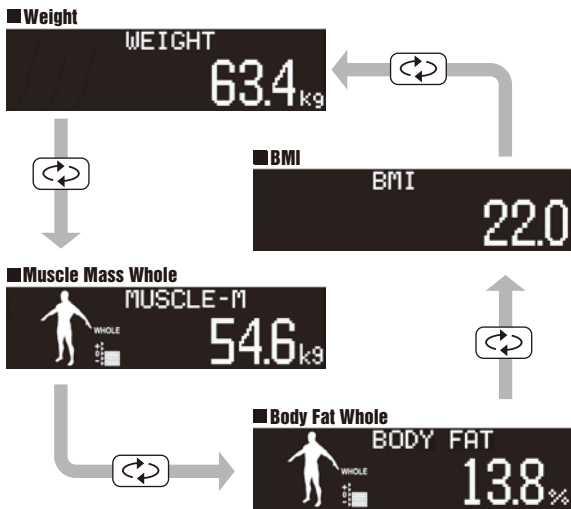 ■Weight
WEIGHT
63.4kg
■BMI
BMI
22.0
■Muscle Mass Whole
MUSCLE-M
WHOLE
54.6kg
■Body Fat Whole
BODY FAT
WHOLE
13.8%